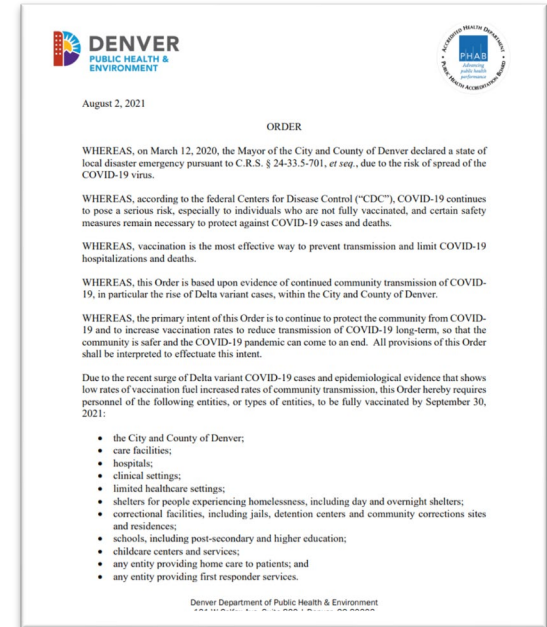 DENVER
PUBLIC HEALTH &
ENVIRONMENT
ACCREDITED HEALTH DEPARTMENT
PUBLIC HEALTH ACCREDITATION BOARD
PHAB
Advancing
public health
performance
August 2, 2021
ORDER
WHEREAS, on March 12, 2020, the Mayor of the City and County of Denver declared a state of
local disaster emergency pursuant to C.R.S. § 24-33.5-701, et seq., due to the risk of spread of the
COVID-19 virus.
WHEREAS, according to the federal Centers for Disease Control (“CDC”), COVID-19 continues
to pose a serious risk, especially to individuals who are not fully vaccinated, and certain safety
measures remain necessary to protect against COVID-19 cases and deaths.
WHEREAS, vaccination is the most effective way to prevent transmission and limit COVID-19
hospitalizations and deaths.
WHEREAS, this Order is based upon evidence of continued community transmission of COVID-
19, in particular the rise of Delta variant cases, within the City and County of Denver.
WHEREAS, the primary intent of this Order is to continue to protect the community from COVID-
19 and to increase vaccination rates to reduce transmission of COVID-19 long-term, so that the
community is safer and the COVID-19 pandemic can come to an end. All provisions of this Order
shall be interpreted to effectuate this intent.
Due to the recent surge of Delta variant COVID-19 cases and epidemiological evidence that shows
low rates of vaccination fuel increased rates of community transmission, this Order hereby requires
personnel of the following entities, or types of entities, to be fully vaccinated by September 30,
2021:
• the City and County of Denver;
• care facilities;
• hospitals;
• clinical settings;
• limited healthcare settings;
• shelters for people experiencing homelessness, including day and overnight shelters;
• correctional facilities, including jails, detention centers and community corrections sites
and residences;
• schools, including post-secondary and higher education;
• childcare centers and services;
• any entity providing home care to patients; and
• any entity providing first responder services.
Denver Department of Public Health & Environment